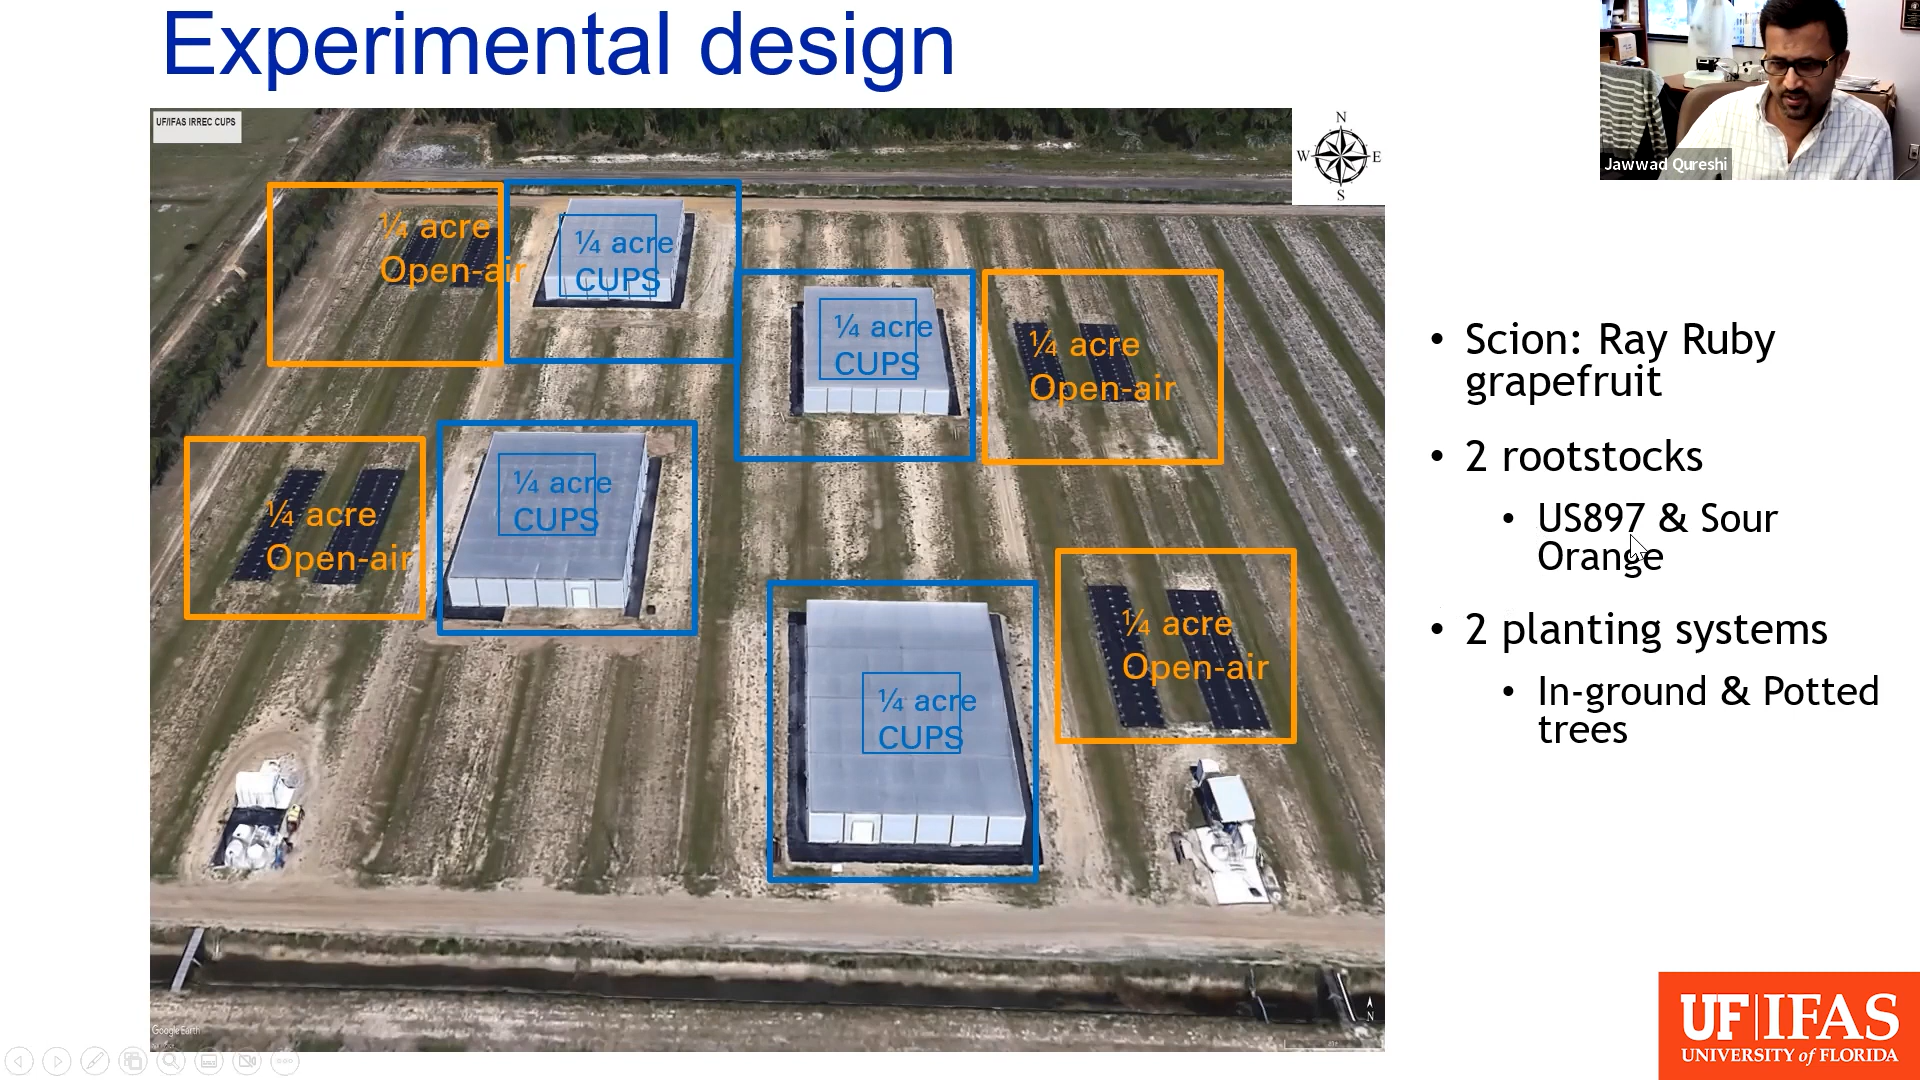 Experimental design
Jawwad Qureshi
UF/IFAS IRREC CUPS
N
W E
S
¼ acre
Open-air
¼ acre
CUPS
¼ acre
CUPS
¼ acre
Open-air
¼ acre
Open-air
¼ acre
CUPS
¼ acre
CUPS
¼ acre
Open-air
• Scion: Ray Ruby
grapefruit
• 2 rootstocks
• US897 & Sour
Orange
• 2 planting systems
• In-ground & Potted
trees
Google Earth
N
UF|IFAS
UNIVERSITY of FLORIDA